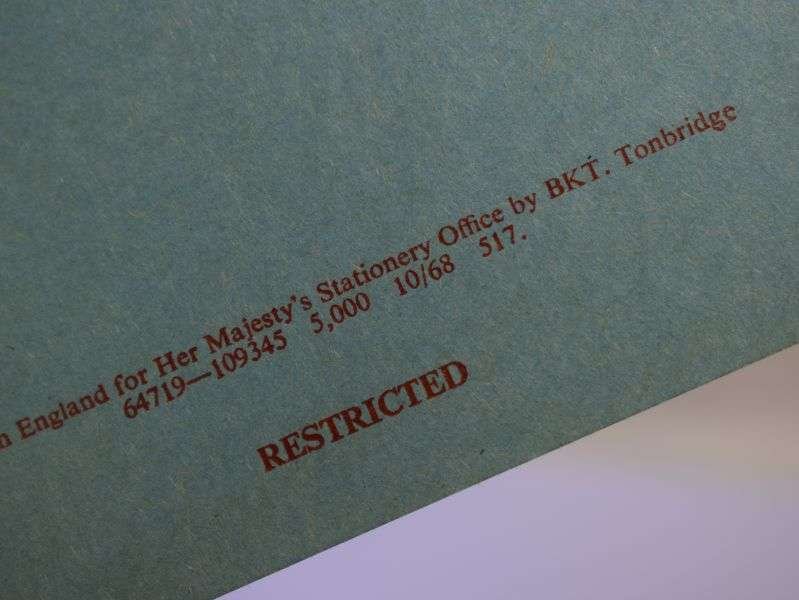 n England for Her Majesty's Stationery Office by BKT. Tonbridge
64719—109345 5,000 10/68 517.
RESTRICTED